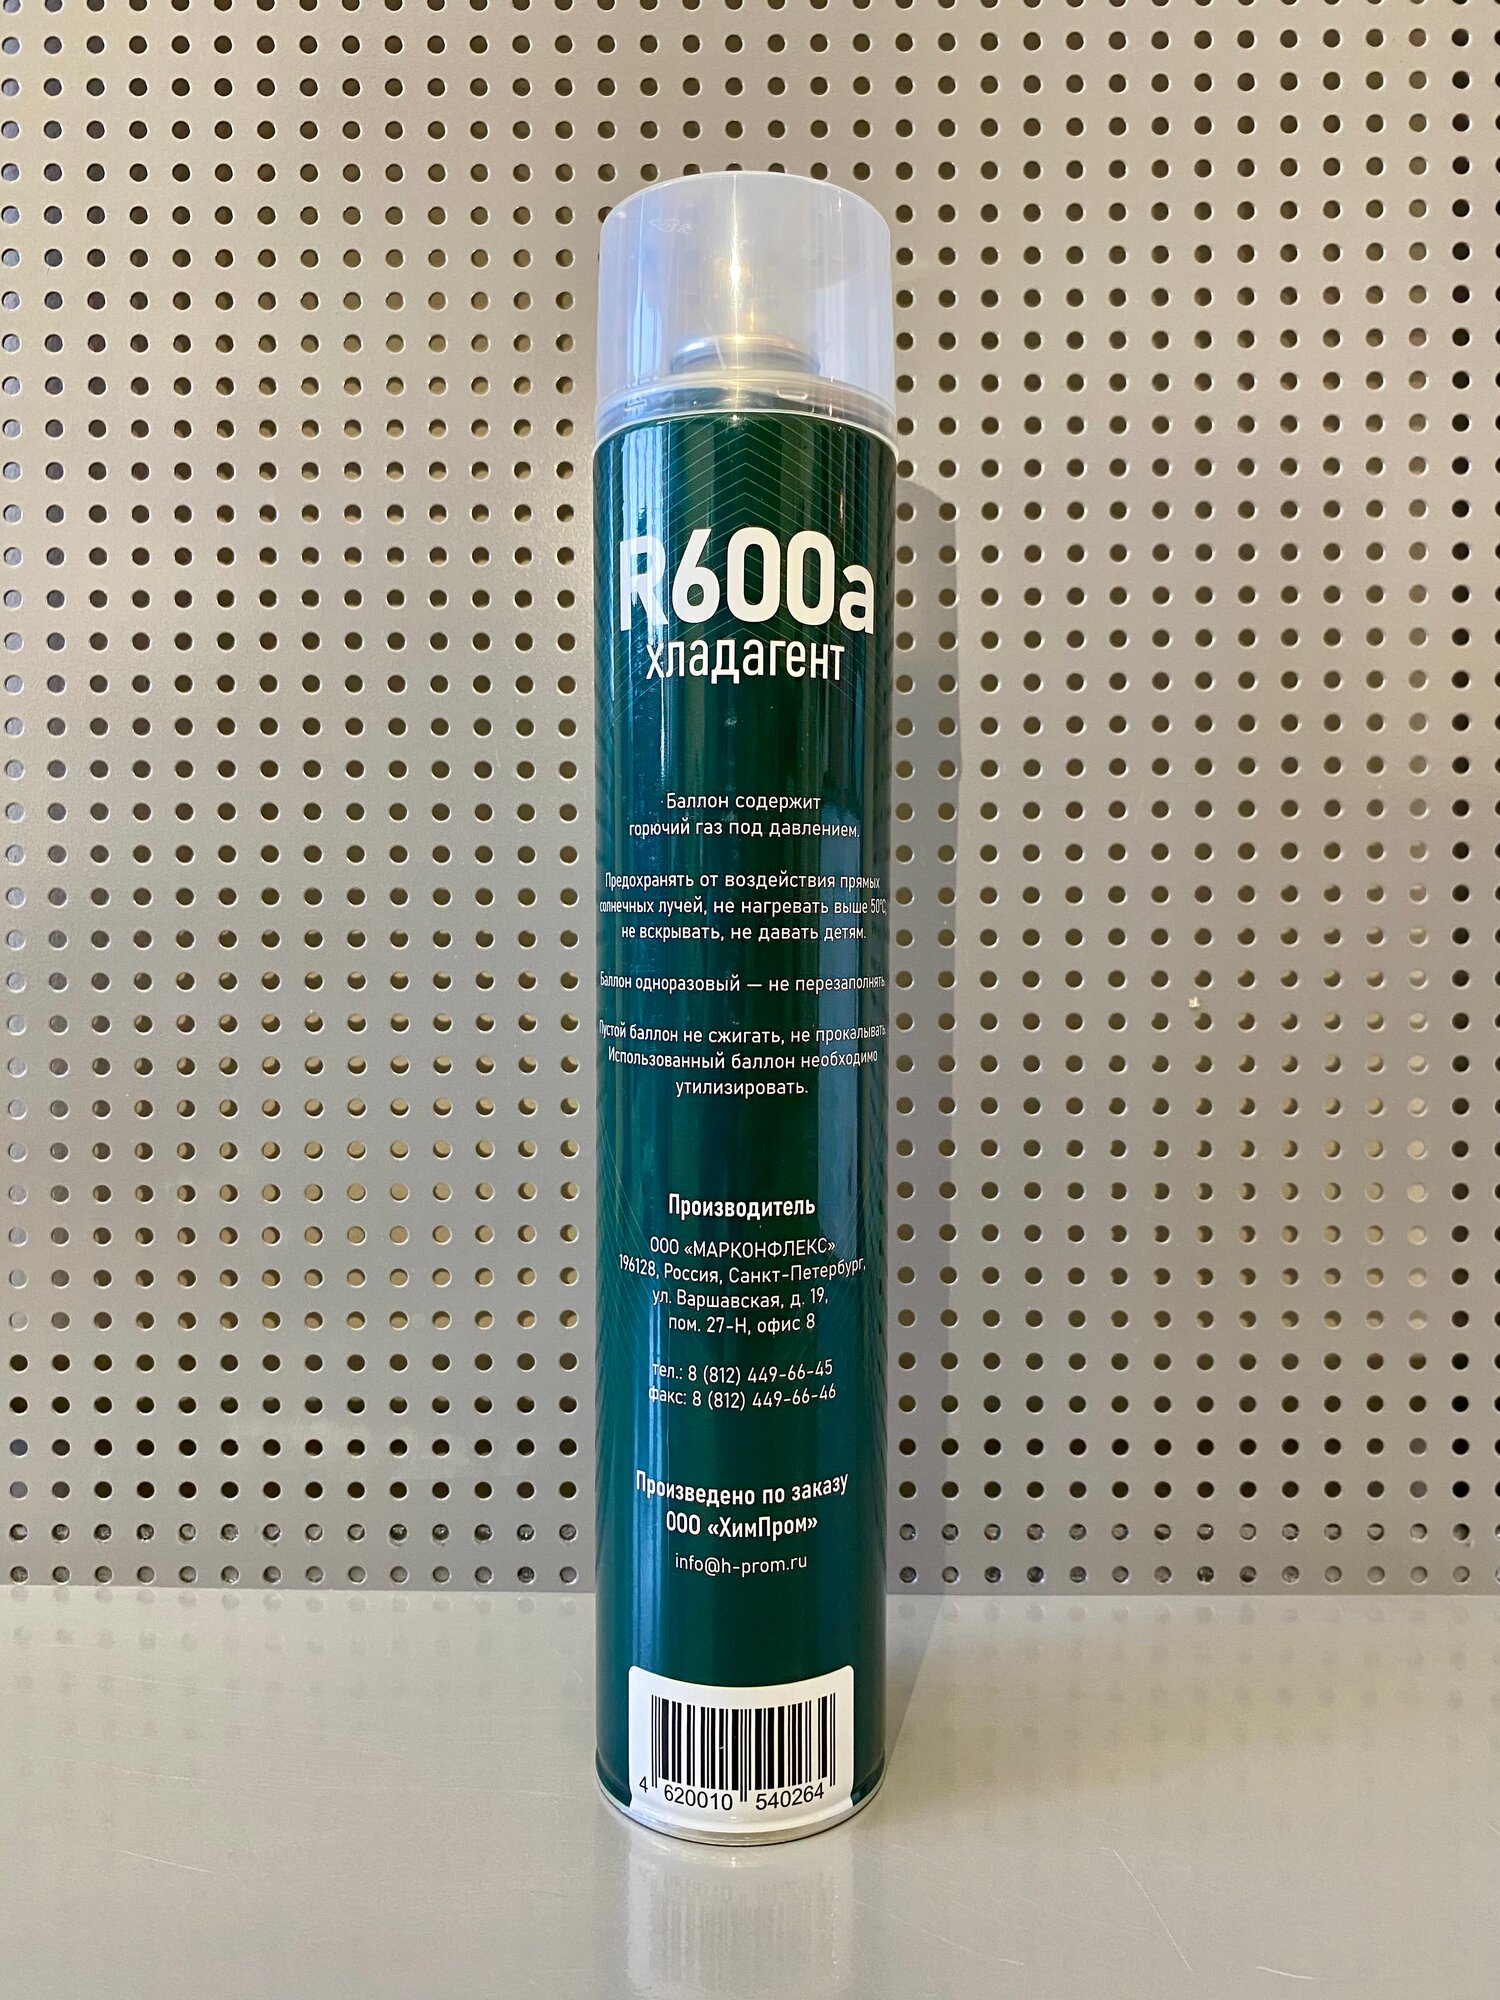 R600a
хладагент
Баллон содержит
горючий газ под давлением.
Предохранять от воздействия прямых
солнечных лучей, не нагревать выше 50°С,
не вскрывать, не давать детям.
Баллон одноразовый — не перезаполнять.
Пустой баллон не сжигать, не прокалывать.
Использованный баллон необходимо
утилизировать.
Производитель
ООО «МАРКОНФЛЕКС»
196128, Россия, Санкт-Петербург,
ул. Варшавская, д. 19,
пом. 27-Н, офис 8
тел.: 8 (812) 449-66-45
факс: 8 (812) 449-66-46
Произведено по заказу
ООО «ХимПром»
info@h-prom.ru
4 620010 540264